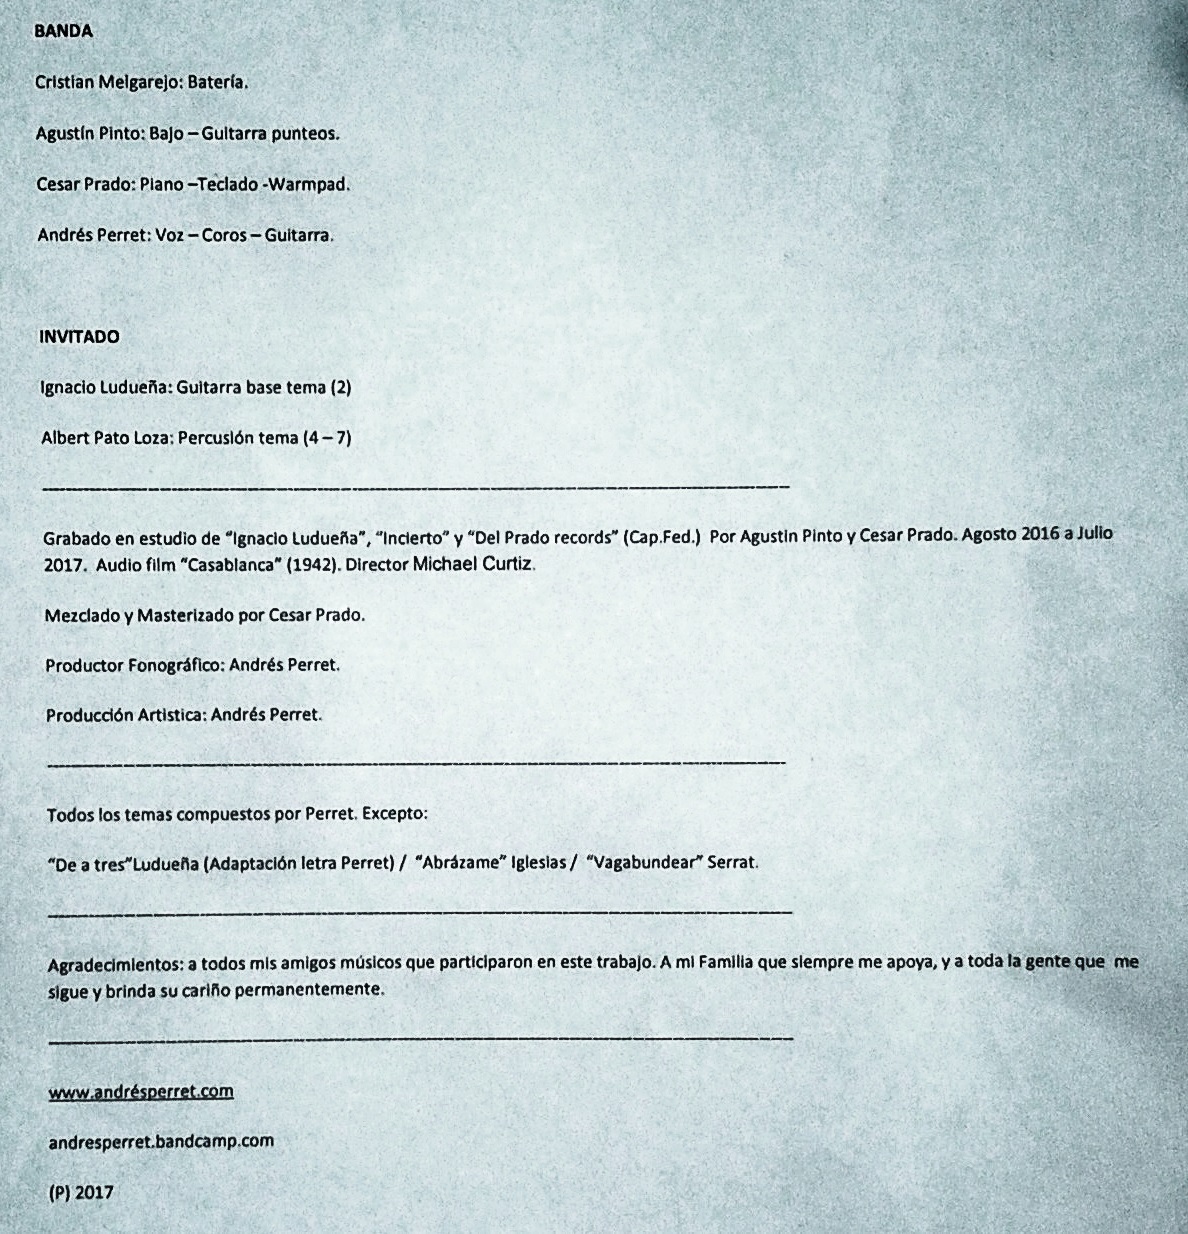 BANDA
Cristian Melgarejo: Batería.
Agustín Pinto: Bajo – Guitarra punteos.
Cesar Prado: Piano –Teclado -Warmpad.
Andrés Perret: Voz – Coros – Guitarra.
INVITADO
Ignacio Ludueña: Guitarra base tema (2)
Albert Pato Loza: Percusión tema (4 – 7)
Grabado en estudio de “Ignacio Ludueña”, “Incierto” y “Del Prado records” (Cap.Fed.) Por Agustin Pinto y Cesar Prado. Agosto 2016 a Julio
2017. Audio film “Casablanca” (1942). Director Michael Curtiz.
Mezclado y Masterizado por Cesar Prado.
Productor Fonográfico: Andrés Perret.
Producción Artistica: Andrés Perret.
Todos los temas compuestos por Perret. Excepto:
“De a tres”Ludueña (Adaptación letra Perret) / “Abrázame” Iglesias / “Vagabundear” Serrat.
Agradecimientos: a todos mis amigos músicos que participaron en este trabajo. A mi Familia que siempre me apoya, y a toda la gente que me
sigue y brinda su cariño permanentemente.
www.andrésperret.com
andresperret.bandcamp.com
(P) 2017